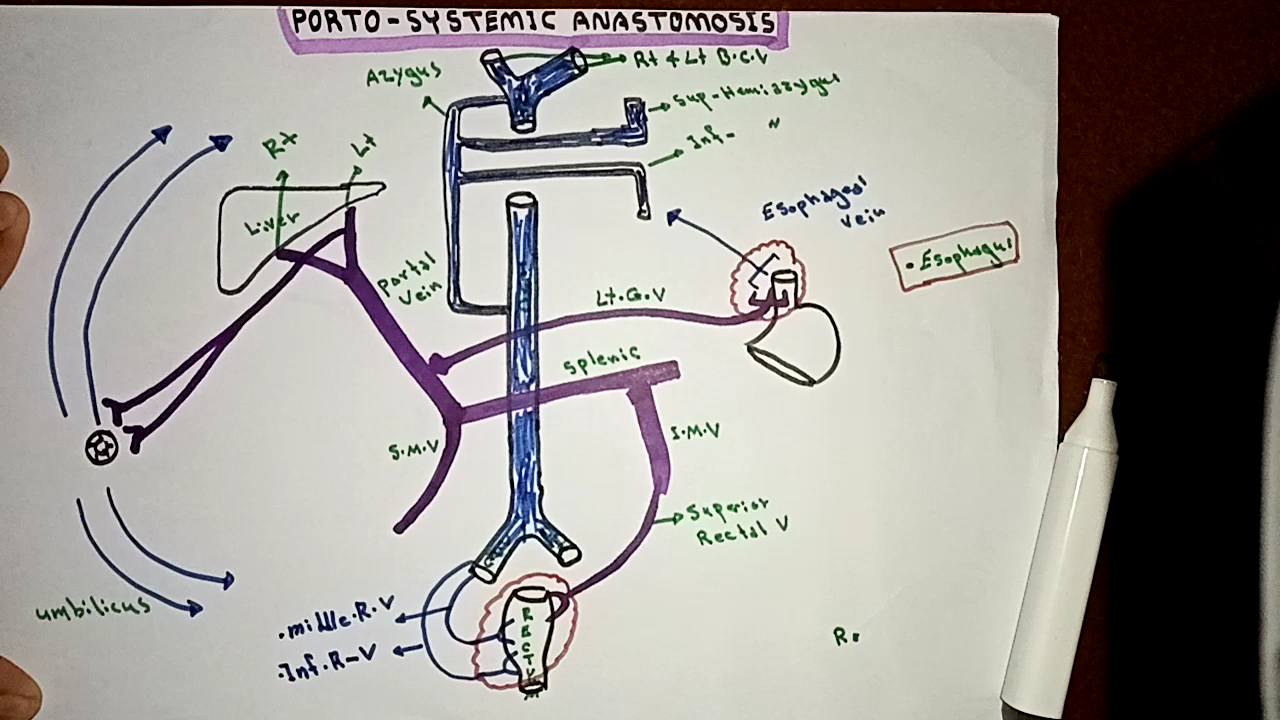 PORTO-SYSTEMIC ANASTOMOSIS
Rt & Lt B.C.V
Azygus
Sup-Hemiazygus
Inf- "
Rt
Lt
Liver
Portal
Vein
Esophageal
Vein
• Esophagus
Lt.G.V
Splenic
S.M.V
I.M.V
Superior
Rectal V
umbilicus
.middle.R.V
.Inf.R-V
R
E
C
T
U
Re